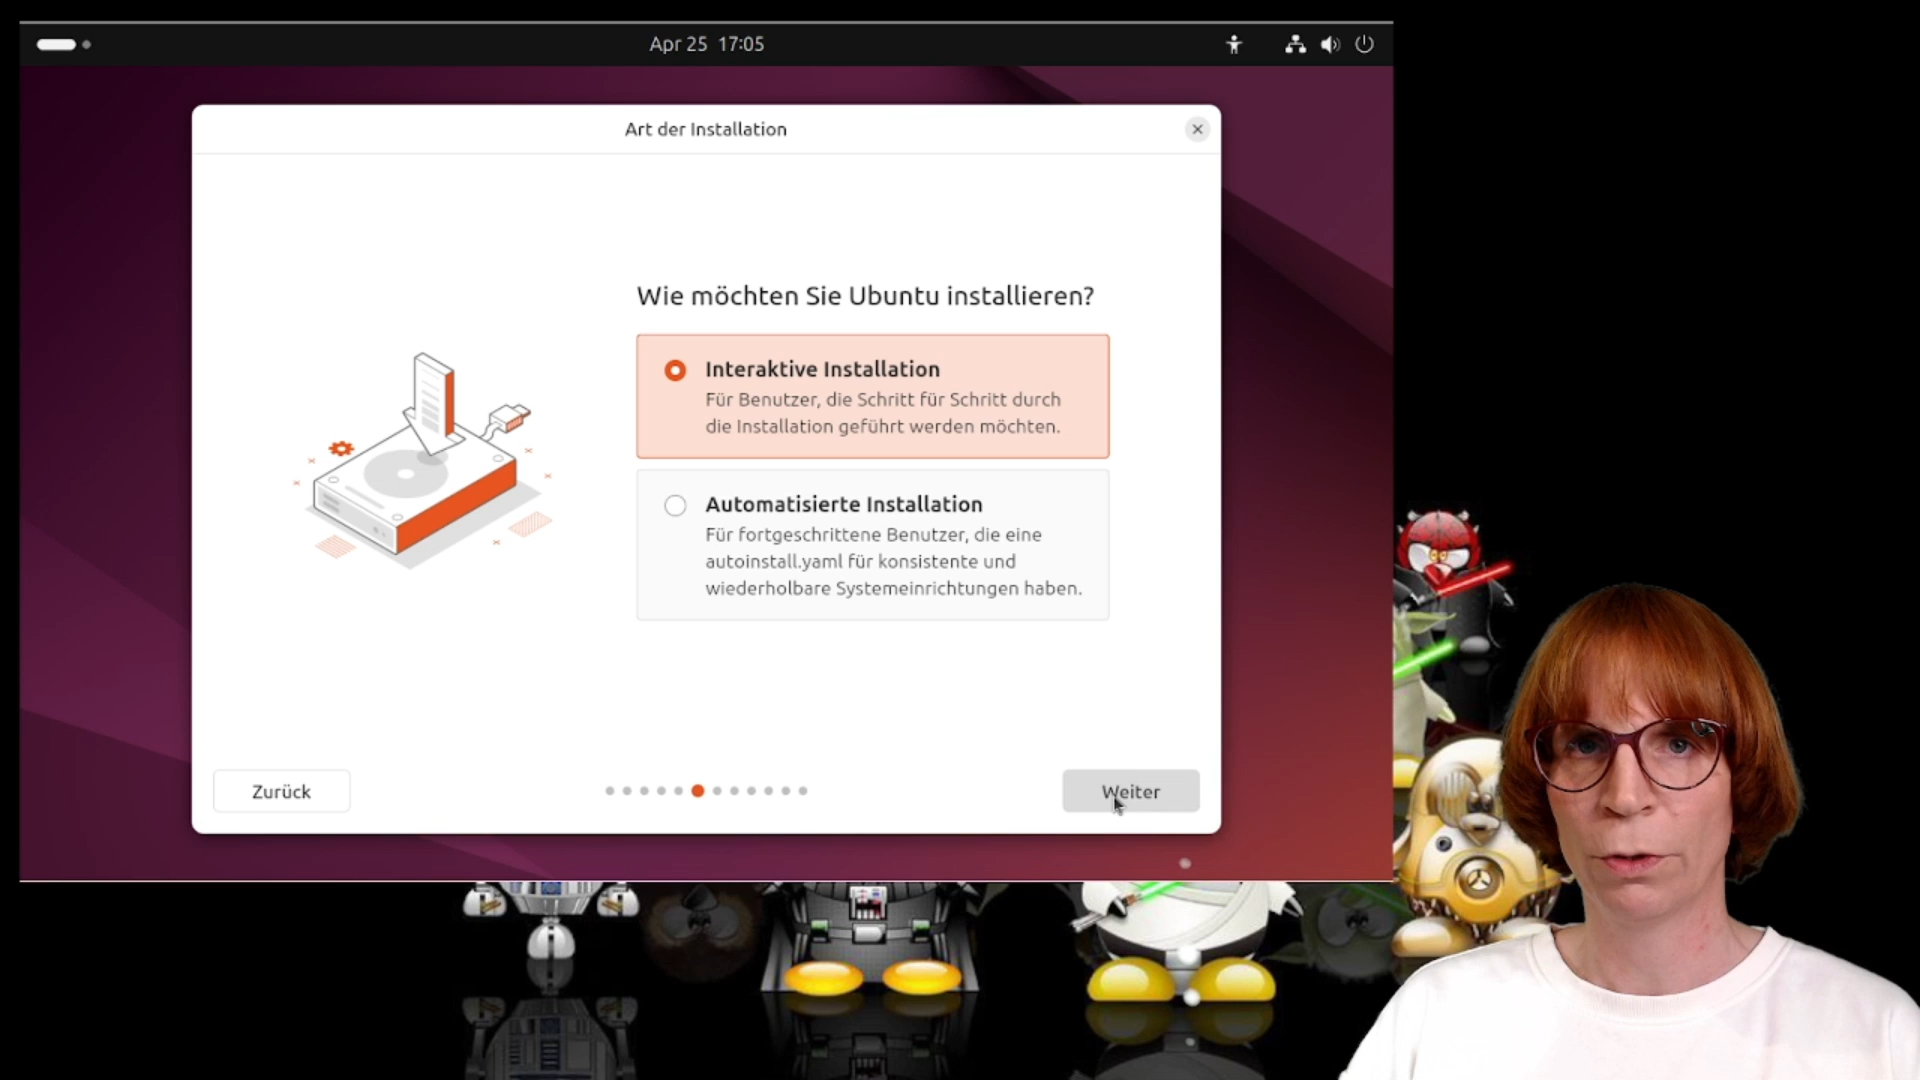 Apr 25 17:05
Art der Installation
Wie möchten Sie Ubuntu installieren?
Interaktive Installation
Für Benutzer, die Schritt für Schritt durch
die Installation geführt werden möchten.
Automatisierte Installation
Für fortgeschrittene Benutzer, die eine
autoinstall.yaml für konsistente und
wiederholbare Systemeinrichtungen haben.
Zurück
Weiter